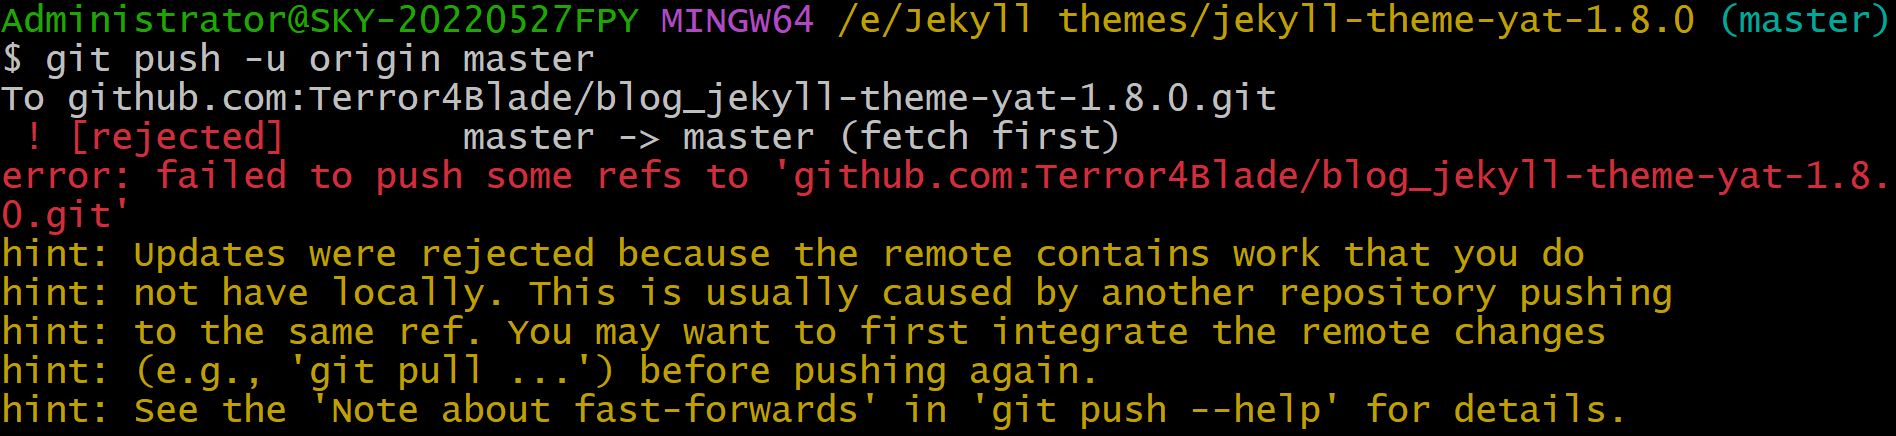 Administrator@SKY-20220527FPY MINGW64 /e/Jekyll themes/jekyll-theme-yat-1.8.0 (master)
$ git push -u origin master
To github.com:Terror4Blade/blog_jekyll-theme-yat-1.8.0.git
 ! [rejected]        master -> master (fetch first)
error: failed to push some refs to 'github.com:Terror4Blade/blog_jekyll-theme-yat-1.8.
0.git'
hint: Updates were rejected because the remote contains work that you do
hint: not have locally. This is usually caused by another repository pushing
hint: to the same ref. You may want to first integrate the remote changes
hint: (e.g., 'git pull ...') before pushing again.
hint: See the 'Note about fast-forwards' in 'git push --help' for details.